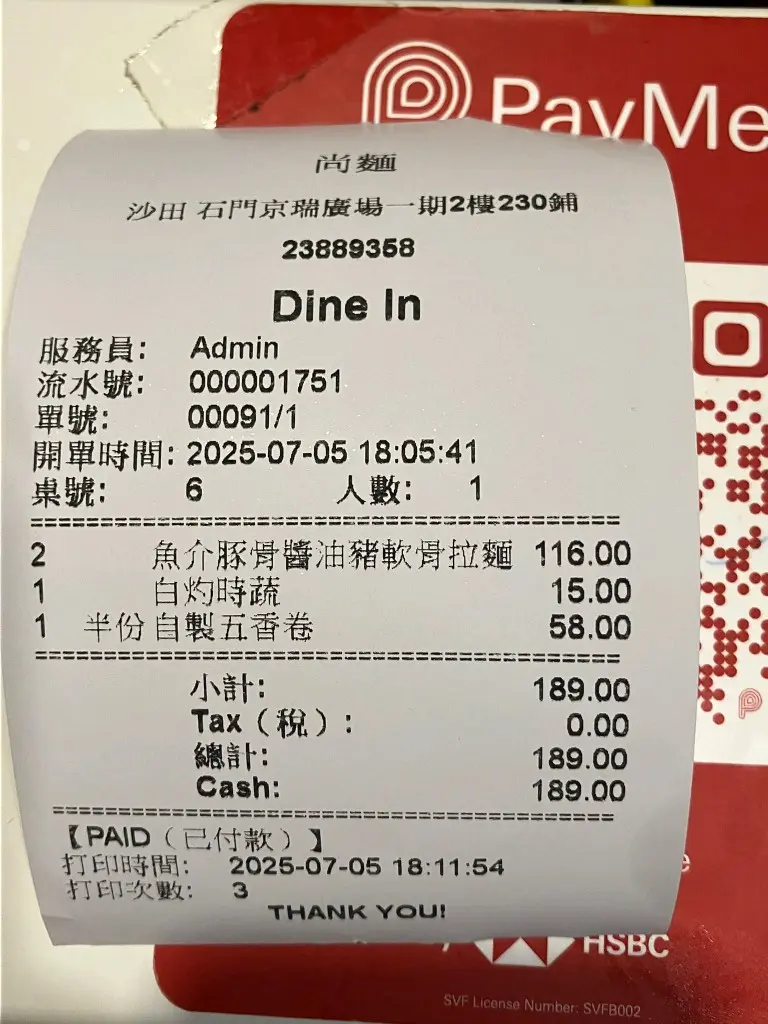 PayMe
尚麵
沙田 石門京瑞廣場一期2樓230鋪
23889358
Dine In
服務員: Admin
流水號: 000001751
單號: 00091/1
開單時間: 2025-07-05 18:05:41
桌號: 6 人數: 1
2 魚介豚骨醬油豬軟骨拉麵 116.00
1 白灼時蔬 15.00
1 半份 自製五香卷 58.00
小計: 189.00
Tax（稅）: 0.00
總計: 189.00
Cash: 189.00
【PAID（已付款）】
打印時間: 2025-07-05 18:11:54
打印次數: 3
THANK YOU!
HSBC
SVF License Number: SVFB002